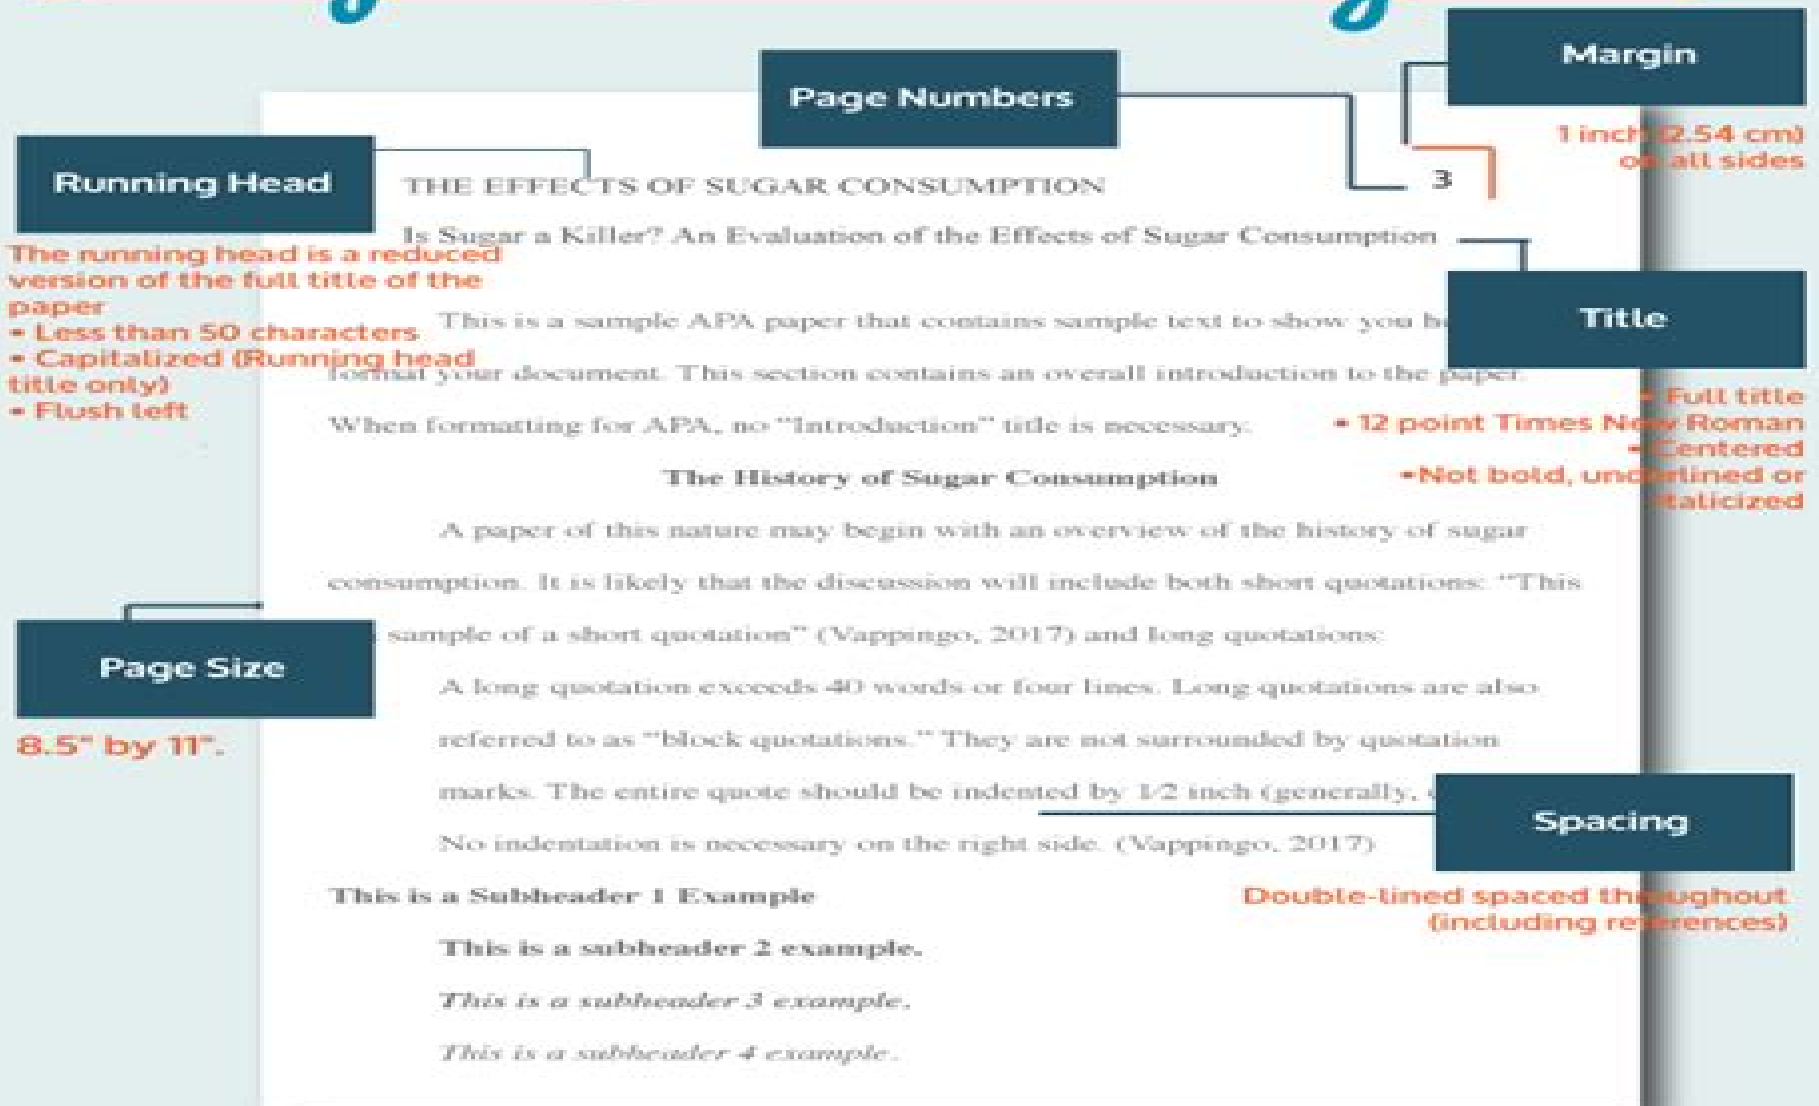 Margin
Page Numbers
1 inch (2.54 cm)
on all sides
Running Head
THE EFFECTS OF SUGAR CONSUMPTION
3
Is Sugar a Killer? An Evaluation of the Effects of Sugar Consumption
The running head is a reduced
version of the full title of the
paper
• Less than 50 characters
• Capitalized (Running head
title only)
• Flush left
Title
This is a sample APA paper that contains sample text to show you
format your document. This section contains an overall introduction to the paper.
When formatting for APA, no "Introduction" title is necessary.
• Full title
• 12 point Times New Roman
• Centered
•Not bold, underlined or
italicized
The History of Sugar Consumption
A paper of this nature may begin with an overview of the history of sugar
consumption. It is likely that the discussion will include both short quotations: "This
sample of a short quotation" (Vappingo, 2017) and long quotations:
Page Size
8.5" by 11".
A long quotation exceeds 40 words or four lines. Long quotations are also
referred to as "block quotations." They are not surrounded by quotation
marks. The entire quote should be indented by 1/2 inch (generally,
No indentation is necessary on the right side. (Vappingo, 2017)
Spacing
Double-lined spaced throughout
(including references)
This is a Subheader 1 Example
This is a subheader 2 example.
This is a subheader 3 example.
This is a subheader 4 example.